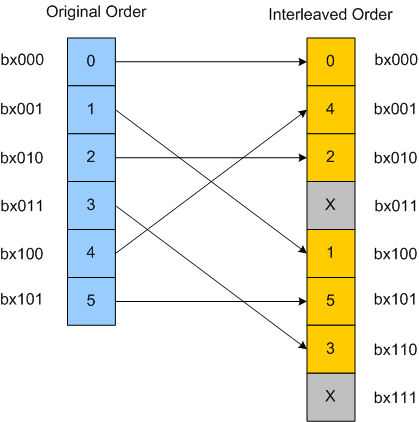 Original Order
Interleaved Order
bx000 0 0 bx000
bx001 1 4 bx001
bx010 2 2 bx010
bx011 3 X bx011
bx100 4 1 bx100
bx101 5 5 bx101
3 bx110
X bx111